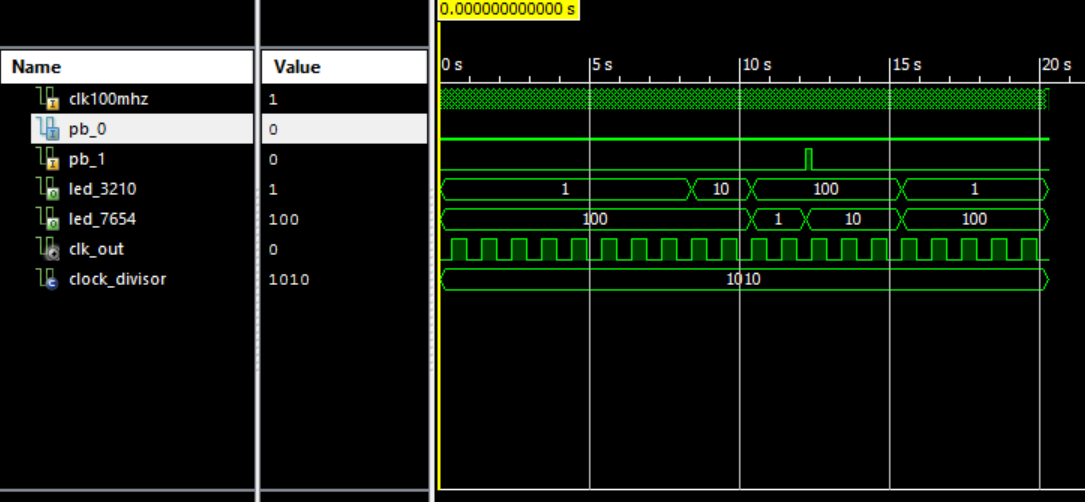 0.000000000000 s
Name Value
0 s 5 s 10 s 15 s 20 s
clk100mhz 1
pb_0 0
pb_1 0
led_3210 1 1 10 100 1
led_7654 100 100 1 10 100
clk_out 0
clock_divisor 1010 1010